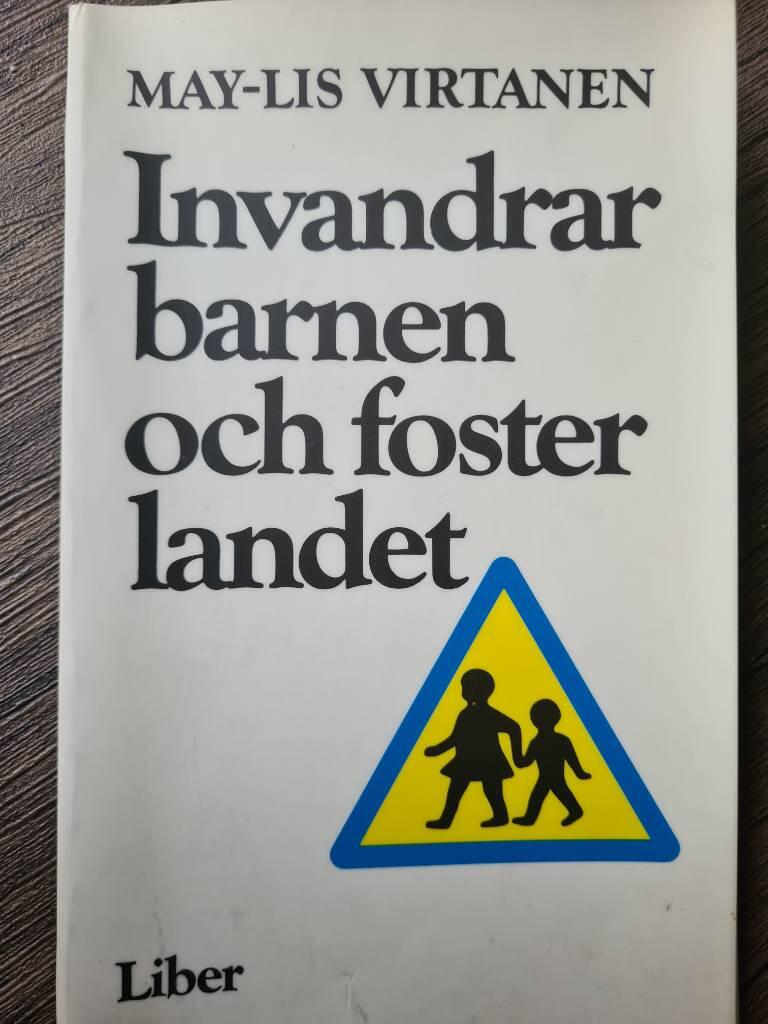 MAY-LIS VIRTANEN
Invandrar
barnen
och foster
landet
Liber